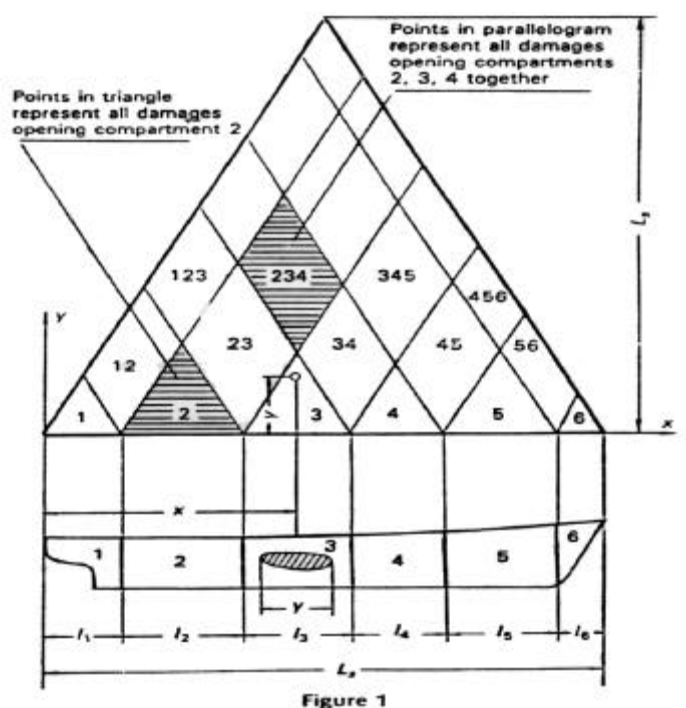 Points in parallelogram
represent all damages
opening compartments
2, 3, 4 together
Points in triangle
represent all damages
opening compartment 2
Ls
123
234
345
456
Y
12
23
34
45
56
1
2
y
3
4
5
6
x
x
1
2
3
4
5
6
y
l1
l2
l3
l4
l5
l6
Ls
Figure 1